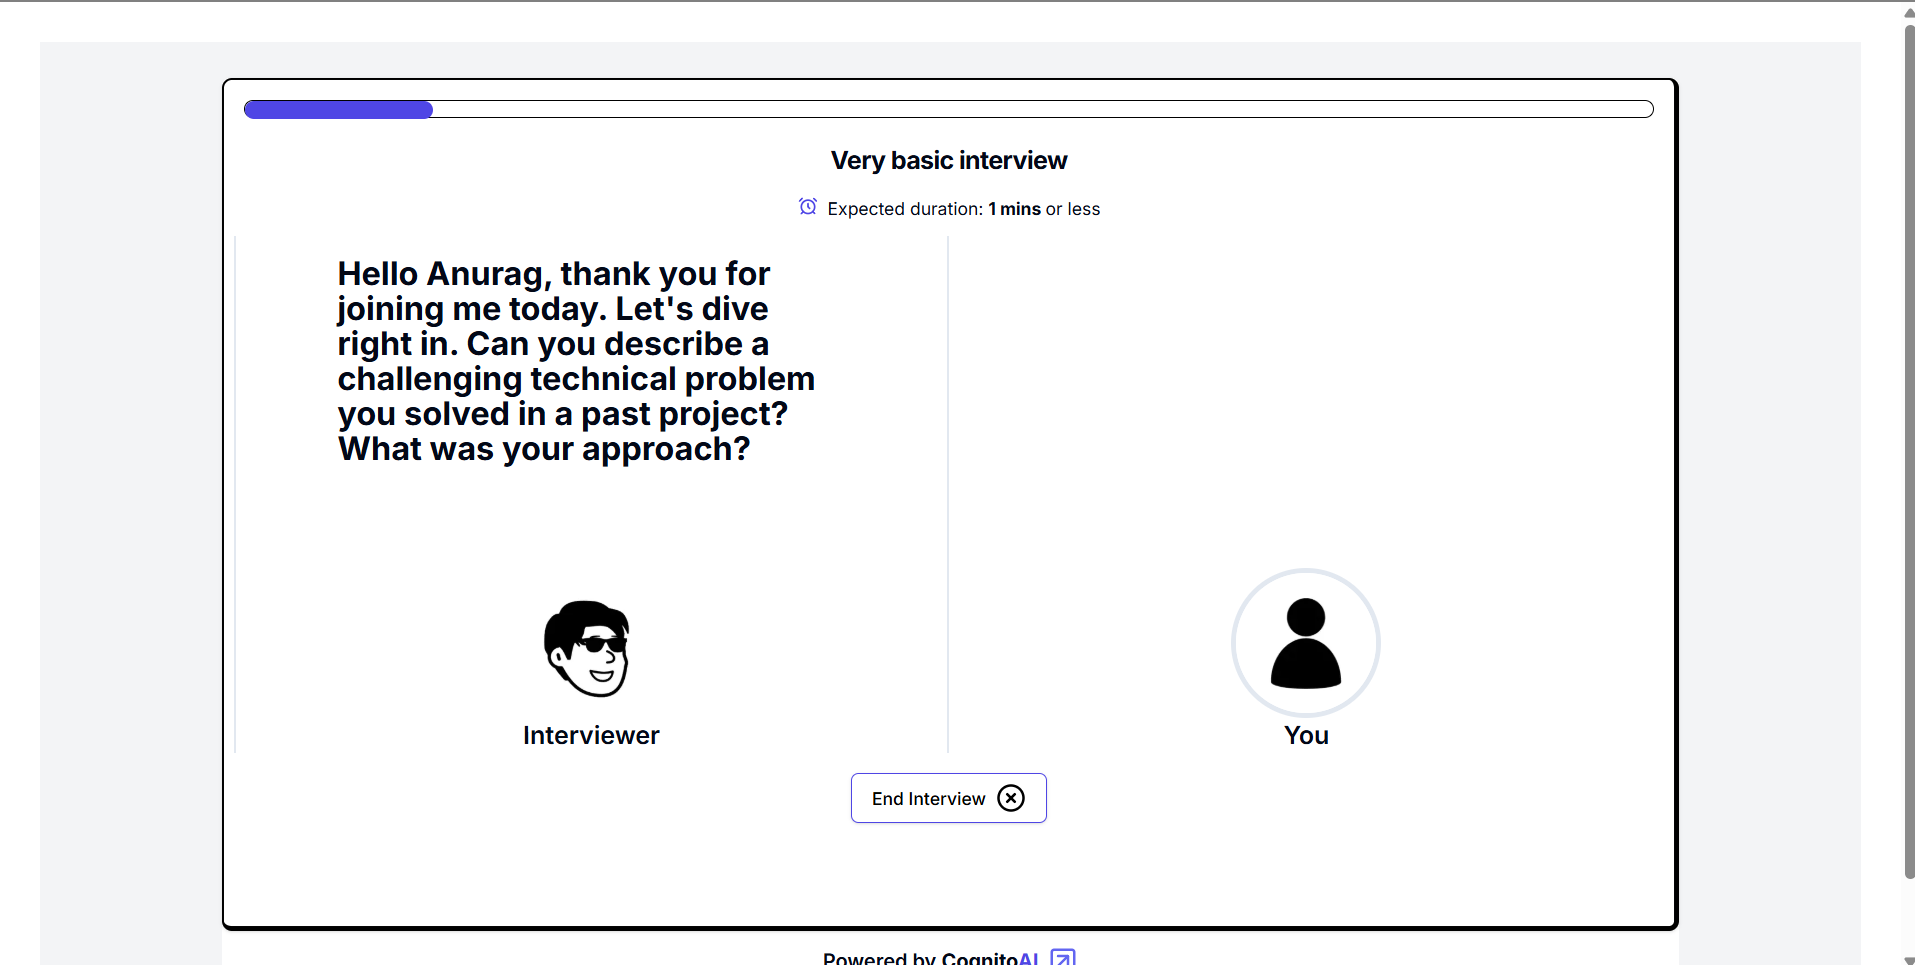 Very basic interview
Expected duration: 1 mins or less
Hello Anurag, thank you for
joining me today. Let's dive
right in. Can you describe a
challenging technical problem
you solved in a past project?
What was your approach?
Interviewer
You
End Interview
Powered by CognitoAI